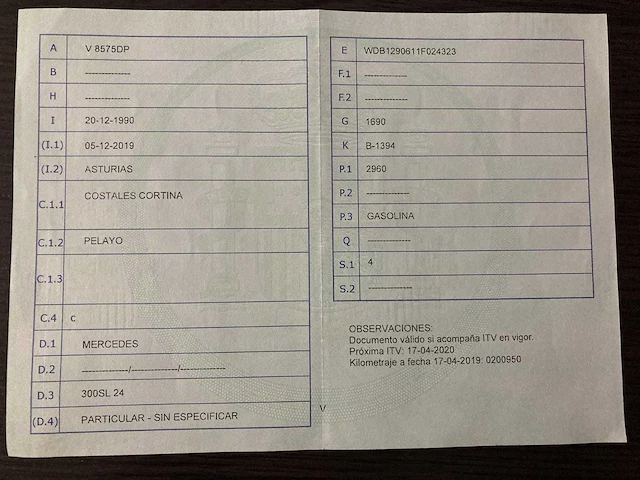 A V 8575DP
B --------------
H --------------
I 20-12-1990
(I.1) 05-12-2019
(I.2) ASTURIAS
C.1.1 COSTALES CORTINA
C.1.2 PELAYO
C.1.3
C.4 c
D.1 MERCEDES
D.2 --------------/--------------/--------------
D.3 300SL 24
(D.4) PARTICULAR - SIN ESPECIFICAR
E WDB1290611F024323
F.1 --------------
F.2 --------------
G 1690
K B-1394
P.1 2960
P.2 --------------
P.3 GASOLINA
Q --------------
S.1 4
S.2 --------------
OBSERVACIONES:
Documento válido si acompaña ITV en vigor.
Próxima ITV: 17-04-2020
Kilometraje a fecha 17-04-2019: 0200950
V